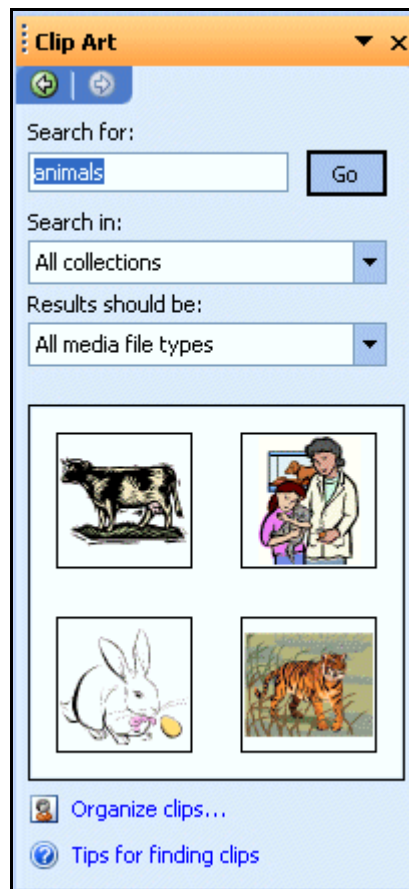 Clip Art
Search for:
animals
Go
Search in:
All collections
Results should be:
All media file types
Organize clips...
Tips for finding clips